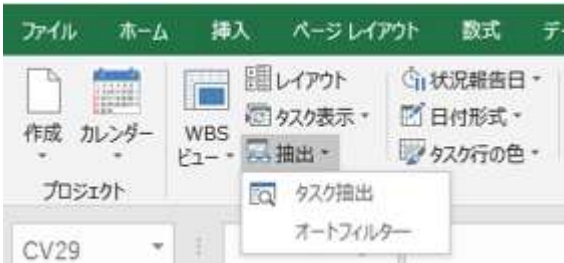 ファイル ホーム 挿入 ページ レイアウト 数式 デ
作成 カレンダー WBS ビュー
レイアウト
タスク表示
抽出
状況報告日
日付形式
タスク行の色
プロジェクト
タスク抽出
オートフィルター
CV29